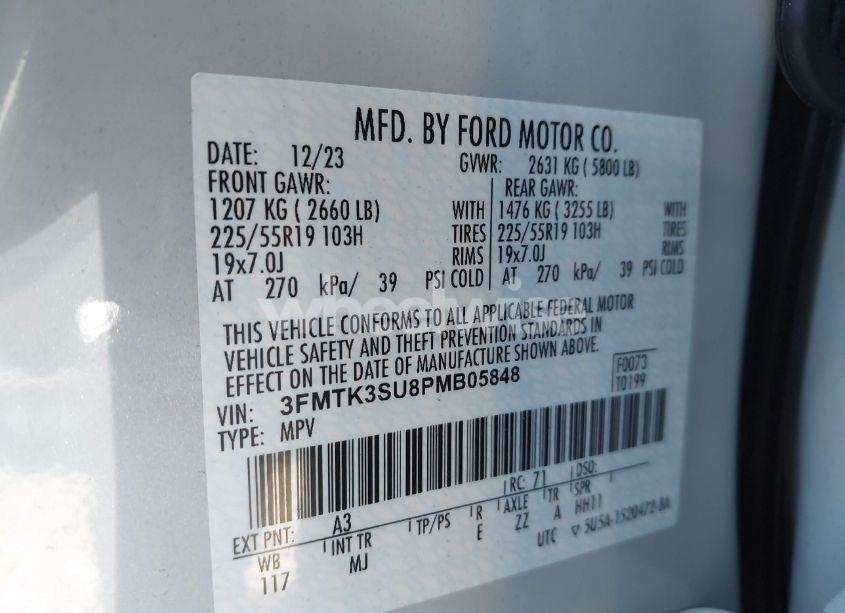 MFD. BY FORD MOTOR CO.
DATE: 12/23 GVWR: 2631 KG ( 5800 LB)
FRONT GAWR: REAR GAWR:
1207 KG ( 2660 LB) WITH 1476 KG ( 3255 LB) WITH
225/55R19 103H TIRES 225/55R19 103H TIRES
19x7.0J RIMS 19x7.0J RIMS
AT 270 kPa/ 39 PSI COLD AT 270 kPa/ 39 PSI COLD
THIS VEHICLE CONFORMS TO ALL APPLICABLE FEDERAL MOTOR
VEHICLE SAFETY AND THEFT PREVENTION STANDARDS IN
EFFECT ON THE DATE OF MANUFACTURE SHOWN ABOVE.
F0073
T0199
VIN: 3FMTK3SU8PMB05848
TYPE: MPV
RC: 71 DSO:
EXT PNT: A3 INT TR TP/PS R AXLE TR SPR
WB MJ E ZZ A HH11
117
UTC